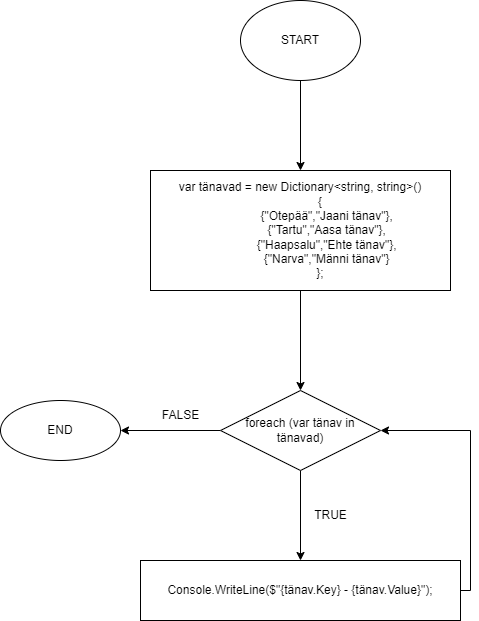 START
var tänavad = new Dictionary<string, string>()
{
{"Otepää","Jaani tänav"},
{"Tartu","Aasa tänav"},
{"Haapsalu","Ehte tänav"},
{"Narva","Männi tänav"}
};
foreach (var tänav in
tänavad)
FALSE
END
TRUE
Console.WriteLine($"{tänav.Key} - {tänav.Value}");